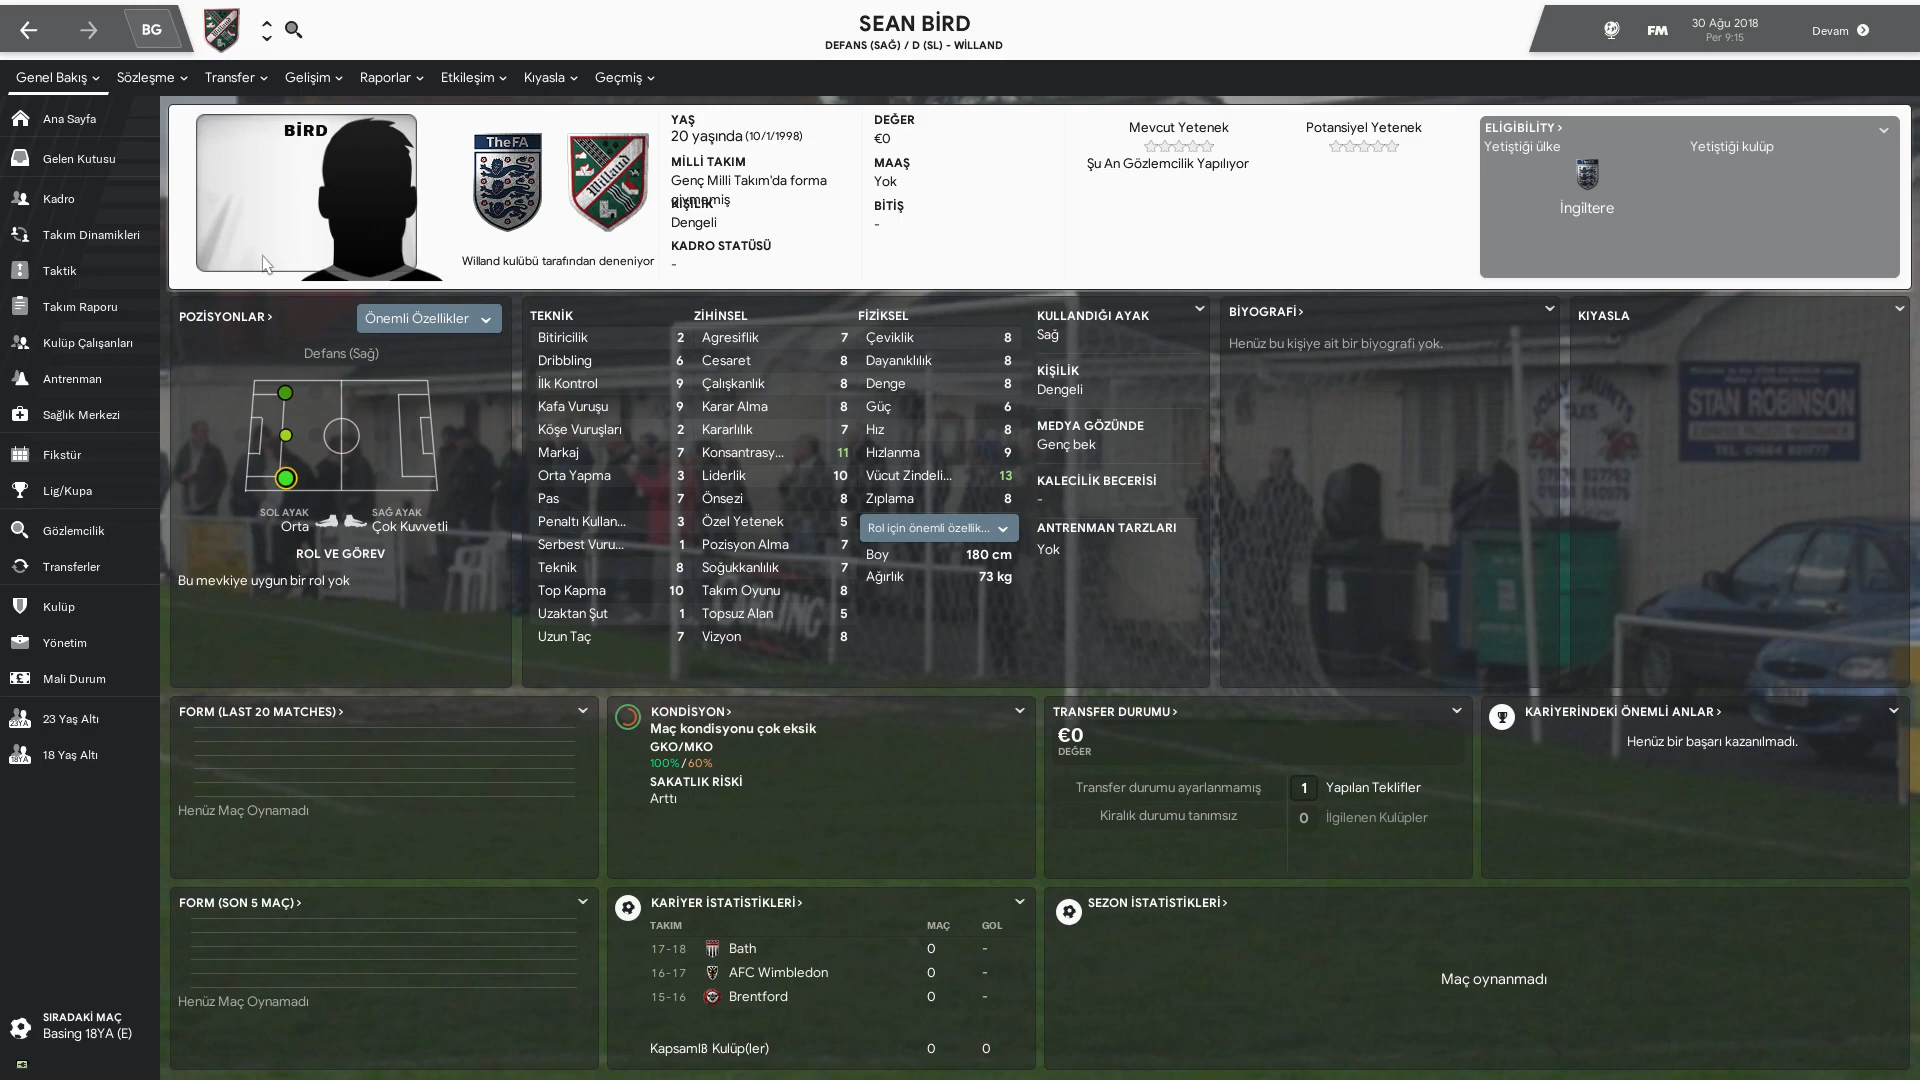 BG
SEAN BİRD
DEFANS (SAĞ) / D (SL) - WİLLAND
FM
30 Ağu 2018
Per 9:15
Devam
Genel Bakış
Sözleşme
Transfer
Gelişim
Raporlar
Etkileşim
Kıyasla
Geçmiş
Ana Sayfa
Gelen Kutusu
Kadro
Takım Dinamikleri
Taktik
Takım Raporu
Kulüp Çalışanları
Antrenman
Sağlık Merkezi
Fikstür
Lig/Kupa
Gözlemcilik
Transferler
Kulüp
Yönetim
Mali Durum
23YA
23 Yaş Altı
18YA
18 Yaş Altı
SIRADAKİ MAÇ
Basing 18YA (E)
BİRD
TheFA
Willand
Willand kulübü tarafından deneniyor
YAŞ
20 yaşında (10/1/1998)
MİLLİ TAKIM
Genç Milli Takım'da forma
giymemiş
KİŞİLİK
Dengeli
KADRO STATÜSÜ
-
DEĞER
€0
MAAŞ
Yok
BİTİŞ
-
Mevcut Yetenek
Şu An Gözlemcilik Yapılıyor
Potansiyel Yetenek
ELİGİBİLİTY
Yetiştiği ülke
Yetiştiği kulüp
İngiltere
POZİSYONLAR
Önemli Özellikler
Defans (Sağ)
SOL AYAK
Orta
SAĞ AYAK
Çok Kuvvetli
ROL VE GÖREV
Bu mevkiye uygun bir rol yok
TEKNİK
Bitiricilik 2
Dribbling 6
İlk Kontrol 9
Kafa Vuruşu 9
Köşe Vuruşları 2
Markaj 7
Orta Yapma 3
Pas 7
Penaltı Kullan... 3
Serbest Vuru... 1
Teknik 8
Top Kapma 10
Uzaktan Şut 1
Uzun Taç 7
ZİHİNSEL
Agresiflik 7
Cesaret 8
Çalışkanlık 8
Karar Alma 8
Kararlılık 7
Konsantrasy... 11
Liderlik 10
Önsezi 8
Özel Yetenek 5
Pozisyon Alma 7
Soğukkanlılık 7
Takım Oyunu 8
Topsuz Alan 5
Vizyon 8
FİZİKSEL
Çeviklik 8
Dayanıklılık 8
Denge 8
Güç 6
Hız 8
Hızlanma 9
Vücut Zindeli... 13
Zıplama 8
Rol için önemli özellik...
Boy 180 cm
Ağırlık 73 kg
KULLANDIĞI AYAK
Sağ
KİŞİLİK
Dengeli
MEDYA GÖZÜNDE
Genç bek
KALECİLİK BECERİSİ
-
ANTRENMAN TARZLARI
Yok
BİYOGRAFİ
Henüz bu kişiye ait bir biyografi yok.
KIYASLA
STAN ROBINSON
FORM (LAST 20 MATCHES)
Henüz Maç Oynamadı
KONDİSYON
Maç kondisyonu çok eksik
GKO/MKO
100% / 60%
SAKATLIK RİSKİ
Arttı
TRANSFER DURUMU
€0
DEĞER
Transfer durumu ayarlanmamış
Kiralık durumu tanımsız
1 Yapılan Teklifler
0 İlgilenen Kulüpler
KARİYERİNDEKİ ÖNEMLİ ANLAR
Henüz bir başarı kazanılmadı.
FORM (SON 5 MAÇ)
Henüz Maç Oynamadı
KARİYER İSTATİSTİKLERİ
TAKIM MAÇ GOL
17-18 Bath 0 -
16-17 AFC Wimbledon 0 -
15-16 Brentford 0 -
Kapsamlß Kulüp(ler) 0 0
SEZON İSTATİSTİKLERİ
Maç oynanmadı